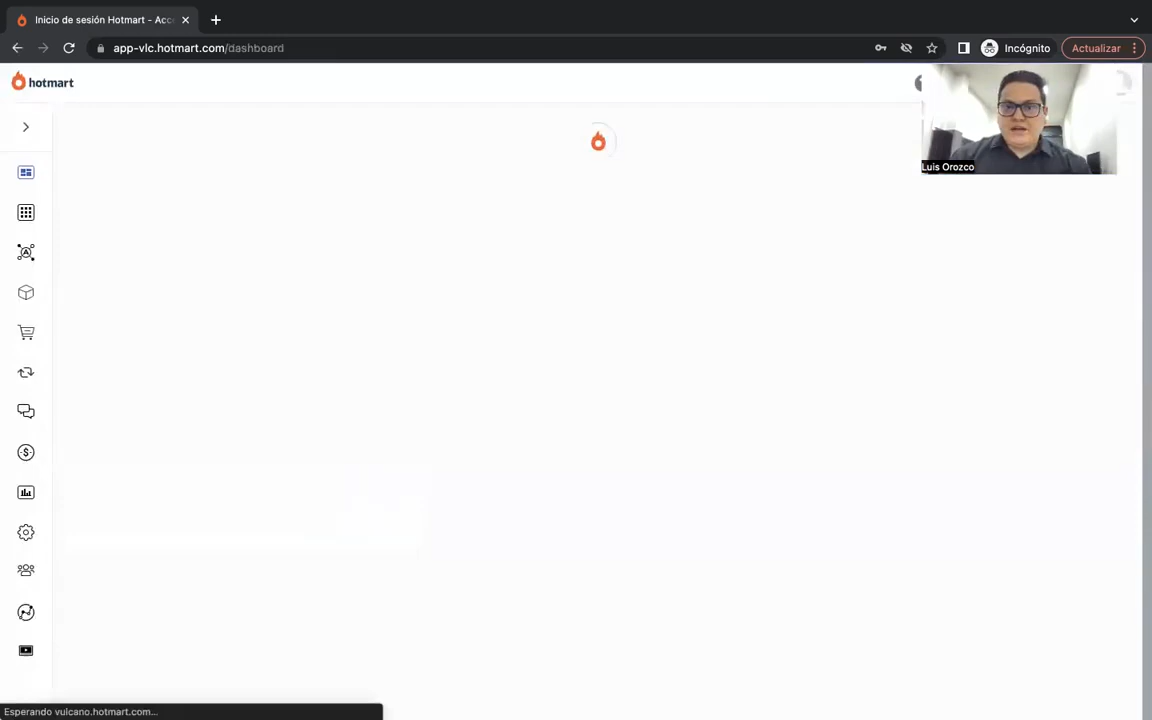 Inicio de sesión Hotmart - Acc
app-vlc.hotmart.com/dashboard
Incógnito
Actualizar
hotmart
Luis Orozco
Esperando vulcano.hotmart.com...